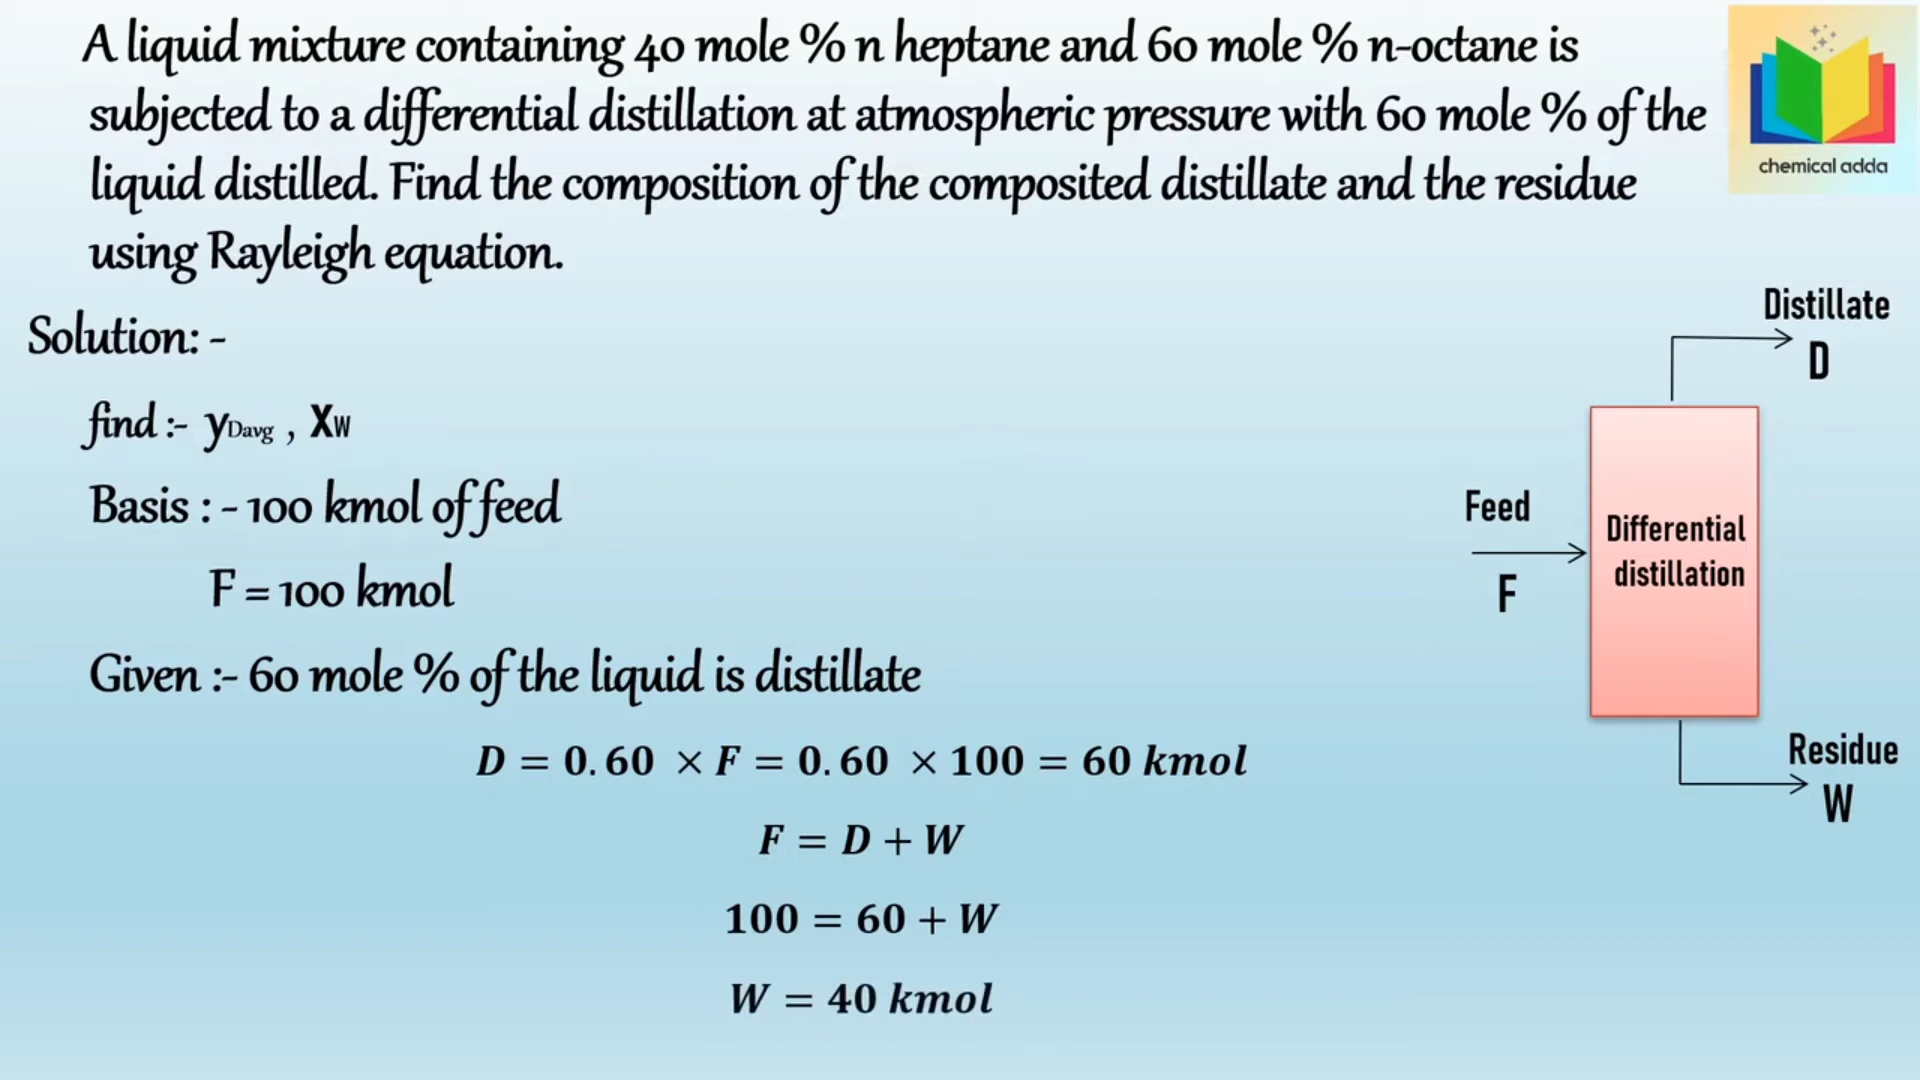 A liquid mixture containing 40 mole % n heptane and 60 mole % n-octane is
subjected to a differential distillation at atmospheric pressure with 60 mole % of the
liquid distilled. Find the composition of the composited distillate and the residue
using Rayleigh equation.
chemical adda
Solution: -
find :- yDavg , XW
Basis : - 100 kmol of feed
F = 100 kmol
Given :- 60 mole % of the liquid is distillate
D = 0.60 × F = 0.60 × 100 = 60 kmol
F = D + W
100 = 60 + W
W = 40 kmol
Distillate
D
Feed
F
Differential
distillation
Residue
W